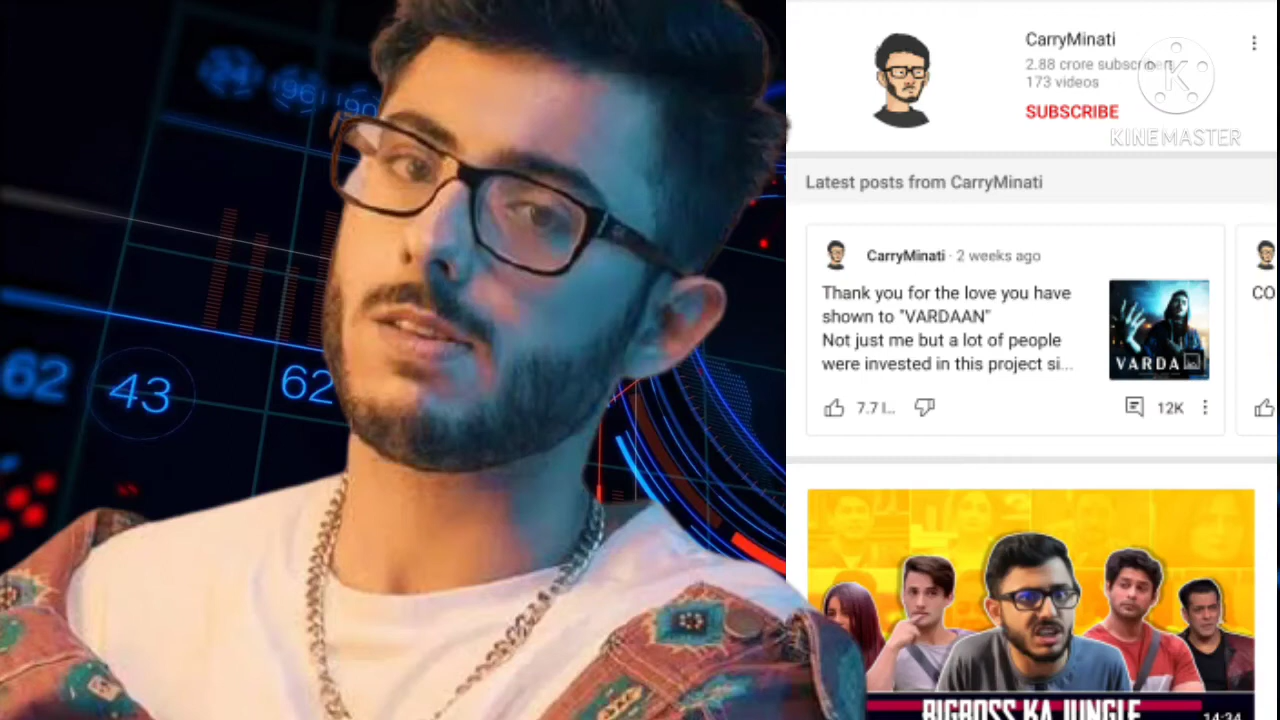 62
43
62
CarryMinati
2.88 crore subscribers
173 videos
SUBSCRIBE
KINEMASTER
Latest posts from CarryMinati
CarryMinati · 2 weeks ago
Thank you for the love you have
shown to "VARDAAN"
Not just me but a lot of people
were invested in this project si...
VARDA
7.7 l...
12K
CO
BIGBOSS KA JUNGLE
14:34